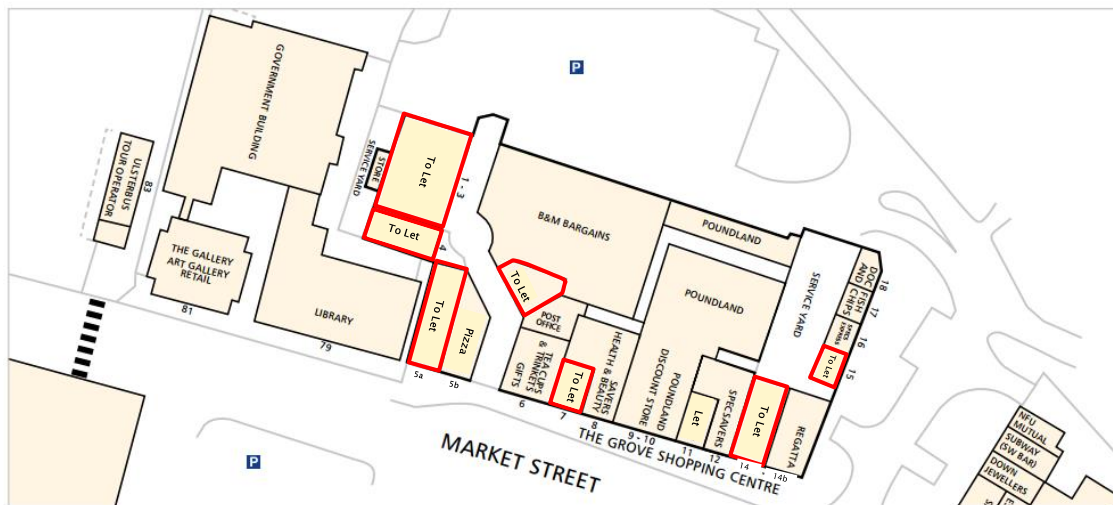 GOVERNMENT BUILDING
P
ULSTERBUS
TOUR OPERATOR
83
THE GALLERY
ART GALLERY
RETAIL
81
LIBRARY
79
SERVICE YARD
STORE
To Let
1 - 3
To Let
4
To Let
5a
Pizza
5b
B&M BARGAINS
To Let
POST
OFFICE
TEA CUPS
& TRINKETS
GIFTS
6
To Let
7
SAVERS
HEALTH & BEAUTY
8
POUNDLAND
POUNDLAND
POUNDLAND
DISCOUNT STORE
9 - 10
Let
11
SPECSAVERS
12
To Let
14
REGATTA
14b
SERVICE YARD
DOC
AND
18
FISH
CHIPS
17
SPEX
EXPRESS
16
To Let
15
MARKET STREET
THE GROVE SHOPPING CENTRE
P
NFU
MUTUAL
SUBWAY
(SW BAR)
DOWN
JEWELLERS